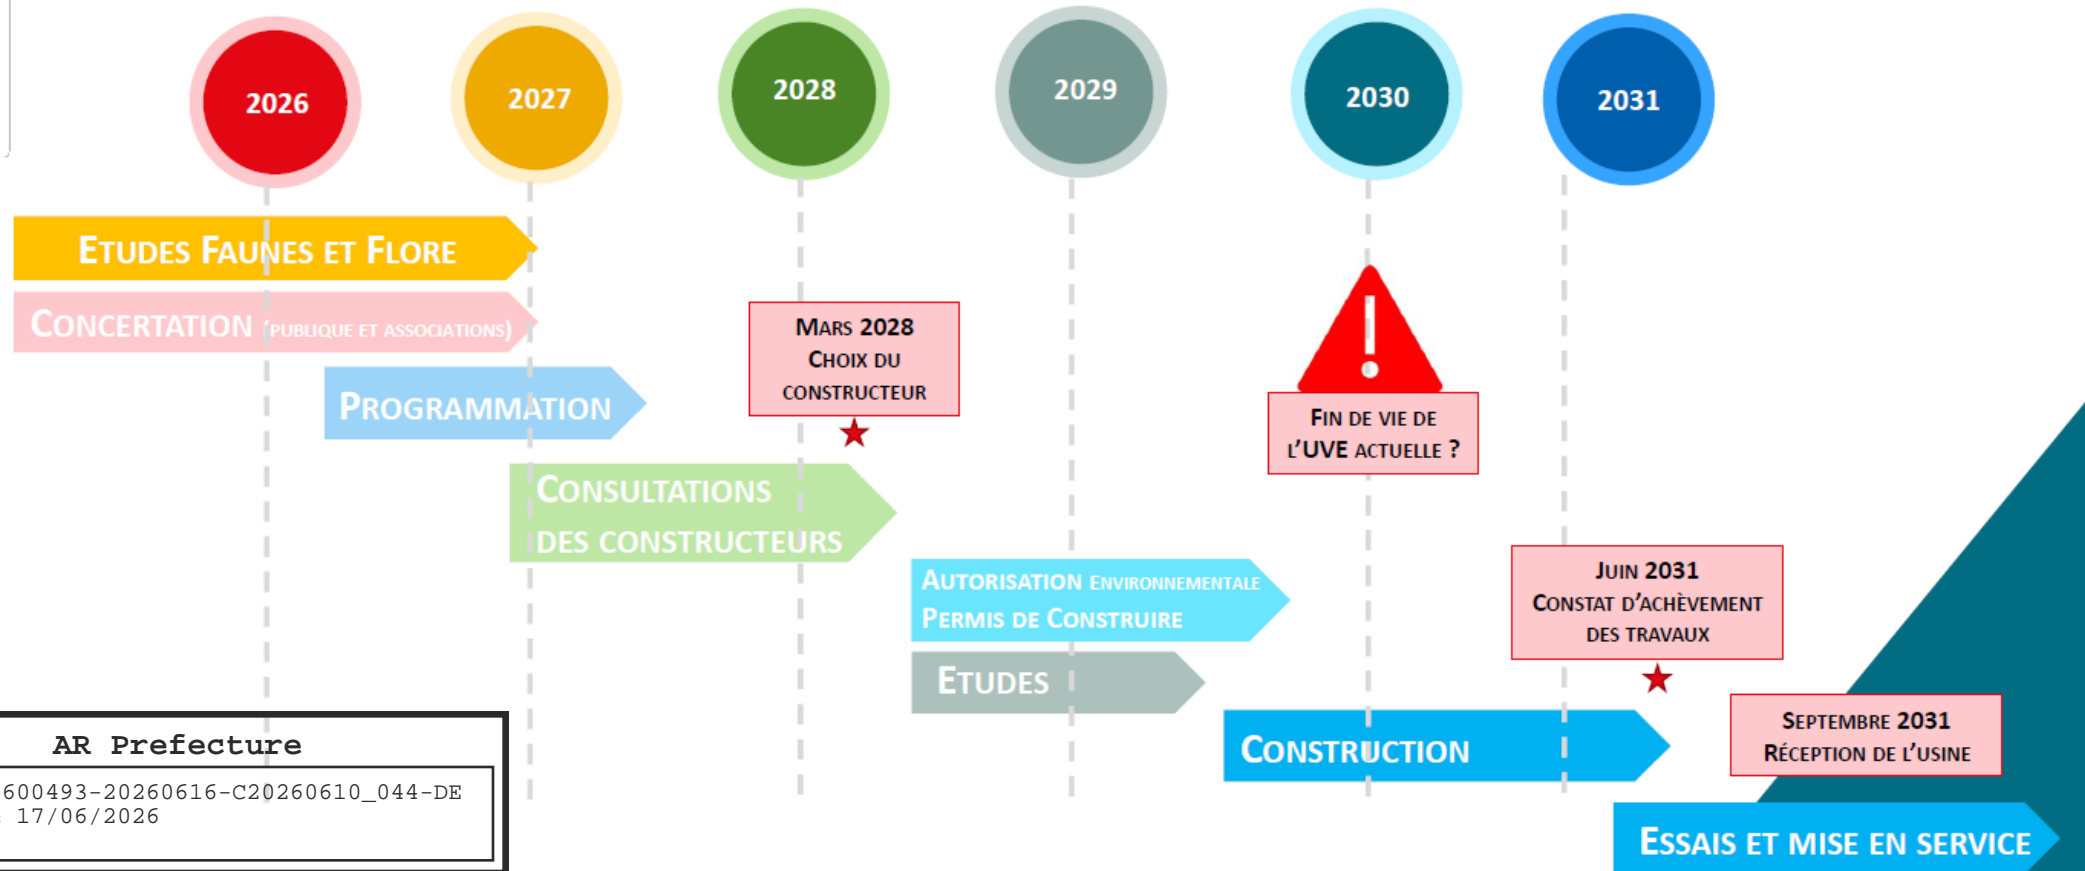 2026
2027
2028
2029
2030
2031
ETUDES FAUNES ET FLORE
CONCERTATION (PUBLIQUE ET ASSOCIATIONS)
PROGRAMMATION
MARS 2028
CHOIX DU
CONSTRUCTEUR
CONSULTATIONS
DES CONSTRUCTEURS
FIN DE VIE DE
L'UVE ACTUELLE ?
AUTORISATION ENVIRONNEMENTALE
PERMIS DE CONSTRUIRE
ETUDES
JUIN 2031
CONSTAT D'ACHÈVEMENT
DES TRAVAUX
CONSTRUCTION
SEPTEMBRE 2031
RÉCEPTION DE L'USINE
ESSAIS ET MISE EN SERVICE
AR Prefecture
600493-20260616-C20260610_044-DE
17/06/2026